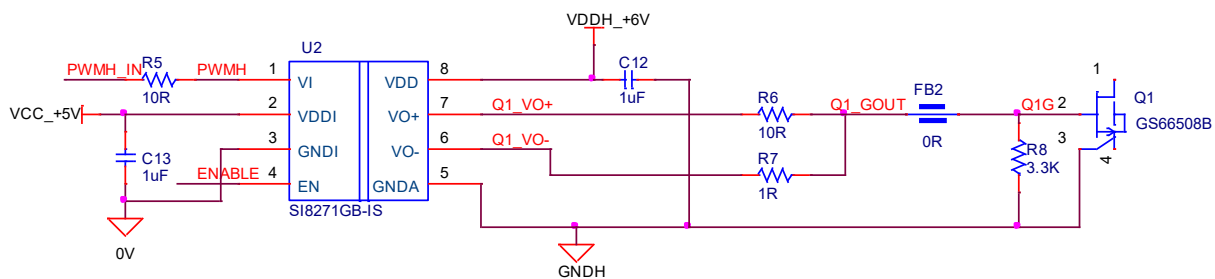 VDDH_+6V
U2
PWMH_IN
R5
10R
PWMH
1
VI
VDD
8
C12
1uF
VCC_+5V
2
VDDI
VO+
7
Q1_VO+
R6
10R
Q1_GOUT
FB2
0R
Q1G
1
2
3
4
Q1
GS66508B
C13
1uF
3
GNDI
VO-
6
Q1_VO-
R7
1R
R8
3.3K
ENABLE
4
EN
GNDA
5
SI8271GB-IS
0V
GNDH